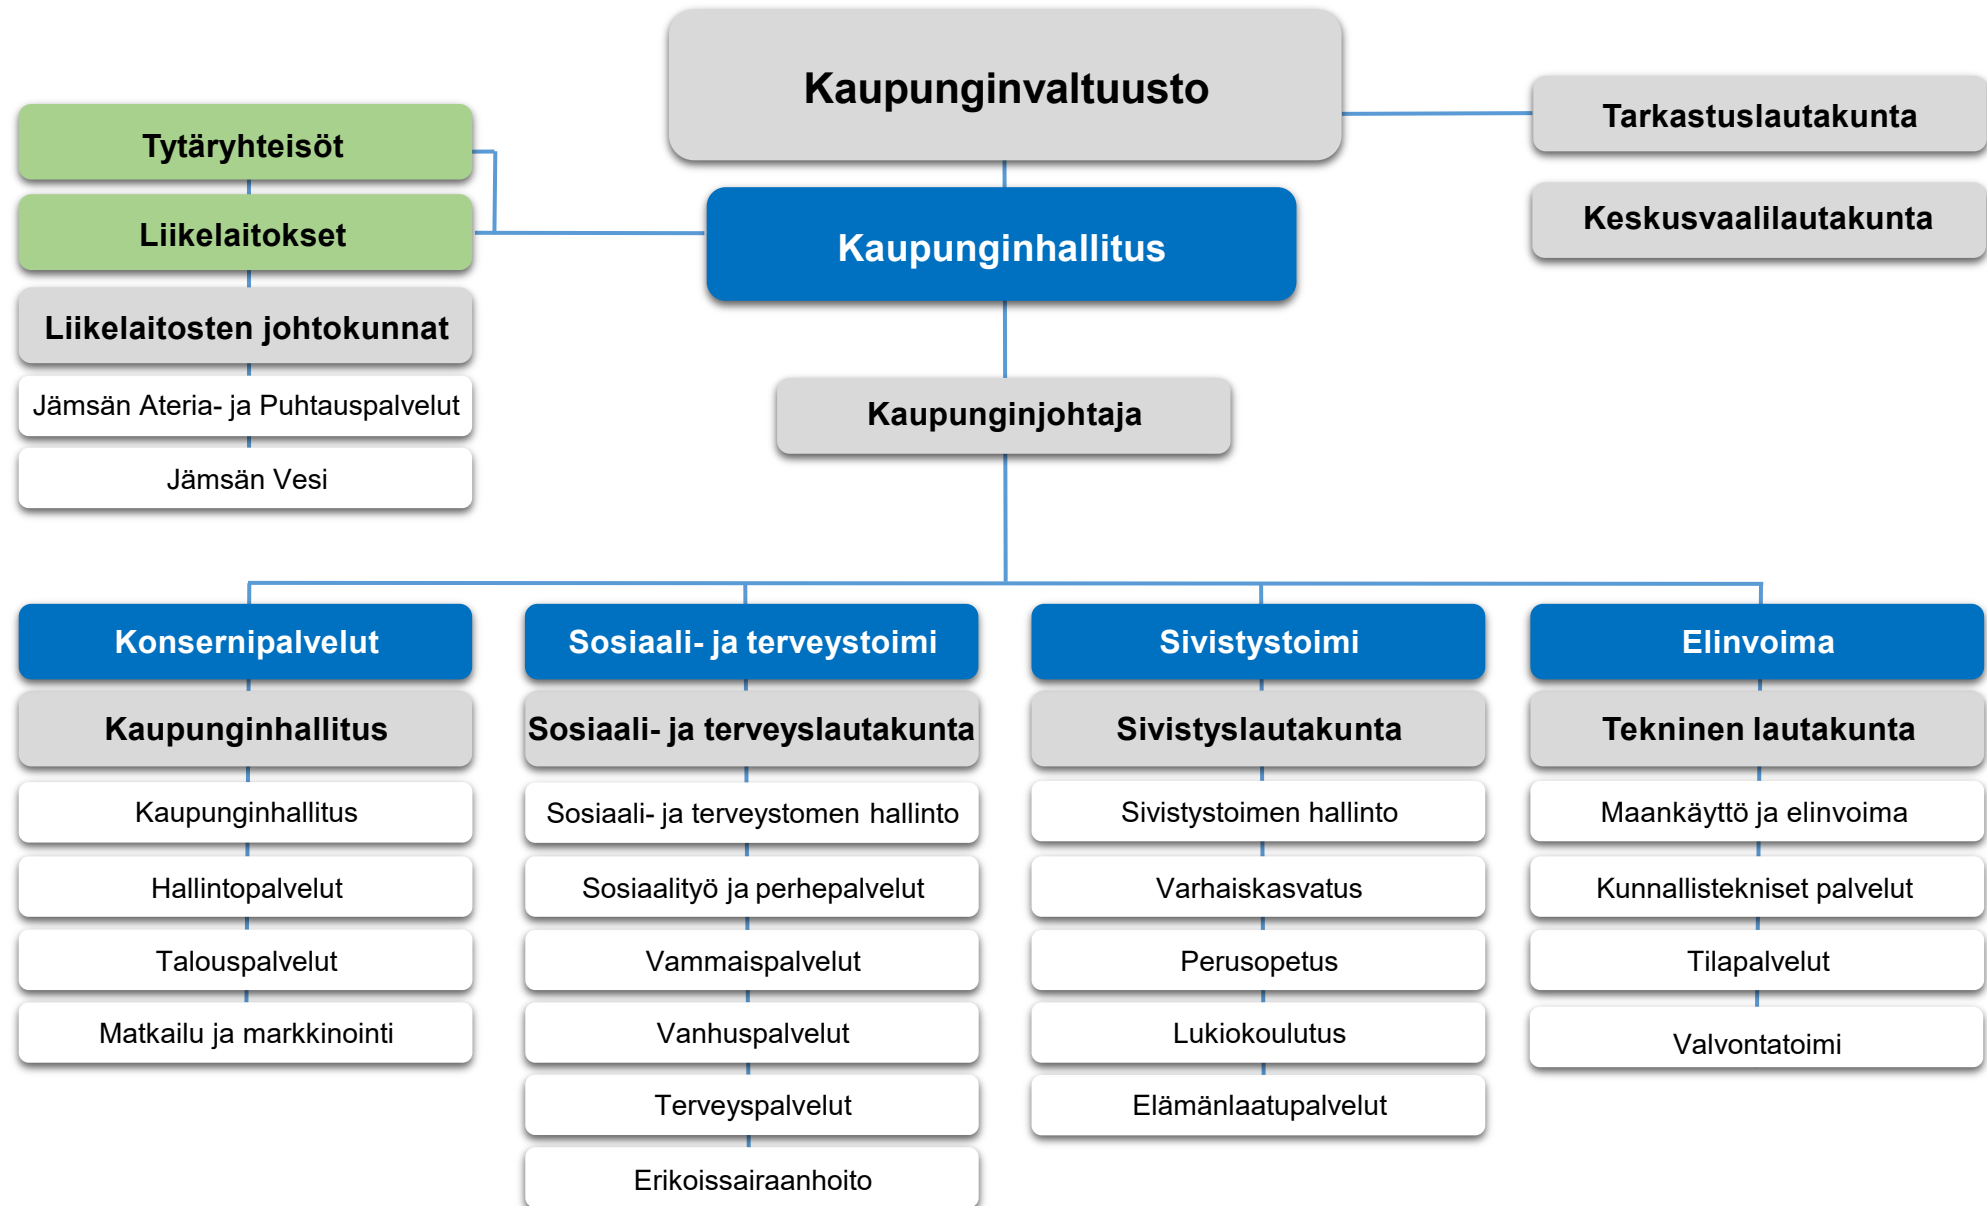 Kaupunginvaltuusto
Tarkastuslautakunta
Keskusvaalilautakunta
Tytäryhteisöt
Liikelaitokset
Liikelaitosten johtokunnat
Jämsän Ateria- ja Puhtauspalvelut
Jämsän Vesi
Kaupunginhallitus
Kaupunginjohtaja
Konsernipalvelut
Kaupunginhallitus
Kaupunginhallitus
Hallintopalvelut
Talouspalvelut
Matkailu ja markkinointi
Sosiaali- ja terveystoimi
Sosiaali- ja terveyslautakunta
Sosiaali- ja terveystomen hallinto
Sosiaalityö ja perhepalvelut
Vammaispalvelut
Vanhuspalvelut
Terveyspalvelut
Erikoissairaanhoito
Sivistystoimi
Sivistyslautakunta
Sivistystoimen hallinto
Varhaiskasvatus
Perusopetus
Lukiokoulutus
Elämänlaatupalvelut
Elinvoima
Tekninen lautakunta
Maankäyttö ja elinvoima
Kunnallistekniset palvelut
Tilapalvelut
Valvontatoimi